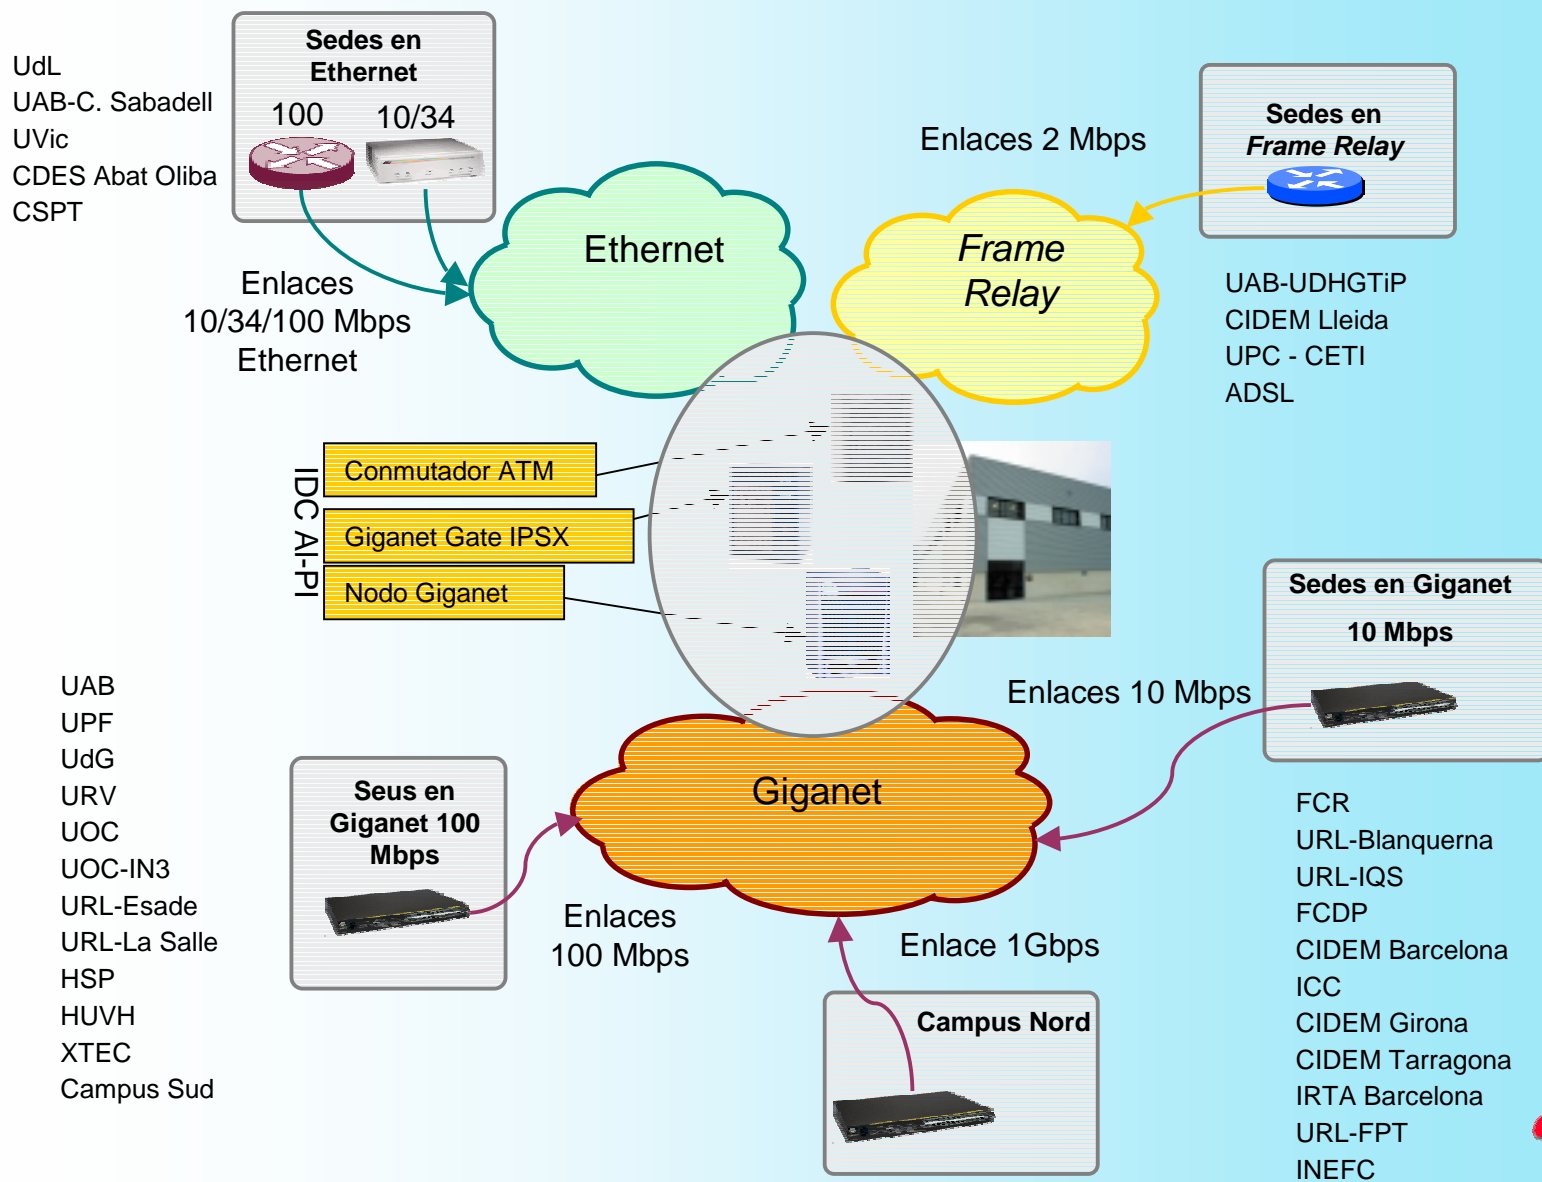 Sedes en
Ethernet
100
10/34
UdL
UAB-C. Sabadell
UVic
CDES Abat Oliba
CSPT
Enlaces
10/34/100 Mbps
Ethernet
Ethernet
Enlaces 2 Mbps
Sedes en
Frame Relay
Frame
Relay
UAB-UDHGTiP
CIDEM Lleida
UPC - CETI
ADSL
IDC AI-PI
Conmutador ATM
Giganet Gate IPSX
Nodo Giganet
Sedes en Giganet
10 Mbps
Enlaces 10 Mbps
UAB
UPF
UdG
URV
UOC
UOC-IN3
URL-Esade
URL-La Salle
HSP
HUVH
XTEC
Campus Sud
Seus en
Giganet 100
Mbps
Giganet
Enlaces
100 Mbps
Enlace 1Gbps
Campus Nord
FCR
URL-Blanquerna
URL-IQS
FCDP
CIDEM Barcelona
ICC
CIDEM Girona
CIDEM Tarragona
IRTA Barcelona
URL-FPT
INEFC